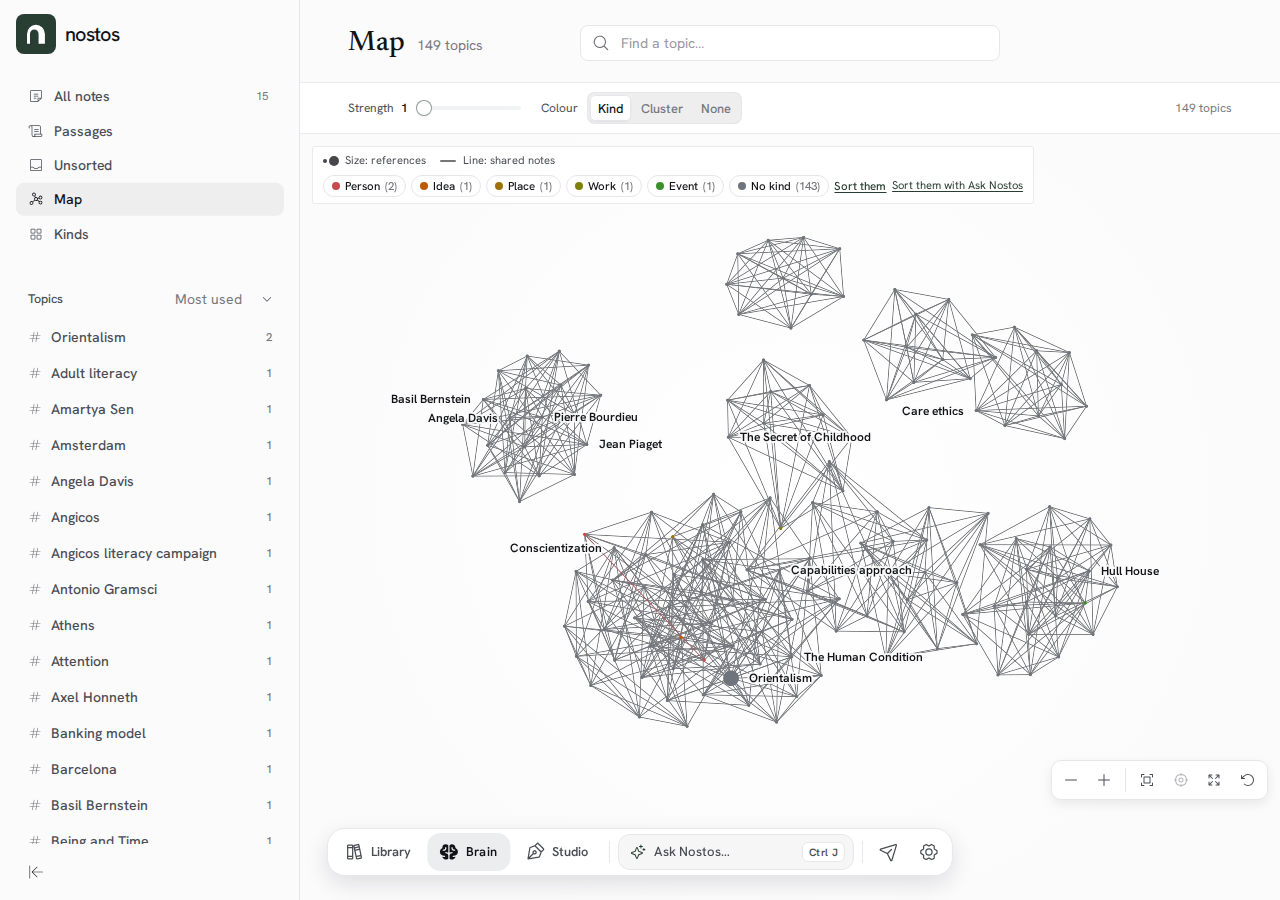 nostos
All notes 15
Passages
Unsorted
Map
Kinds
Topics Most used
Orientalism 2
Adult literacy 1
Amartya Sen 1
Amsterdam 1
Angela Davis 1
Angicos 1
Angicos literacy campaign 1
Antonio Gramsci 1
Athens 1
Attention 1
Axel Honneth 1
Banking model 1
Barcelona 1
Basil Bernstein 1
Being and Time 1
Map 149 topics
Find a topic...
Strength 1 Colour Kind Cluster None 149 topics
Size: references Line: shared notes
Person (2) Idea (1) Place (1) Work (1) Event (1) No kind (143) Sort them Sort them with Ask Nostos
Basil Bernstein
Angela Davis
Pierre Bourdieu
Jean Piaget
Care ethics
The Secret of Childhood
Conscientization
Capabilities approach
Hull House
The Human Condition
Orientalism
Library Brain Studio Ask Nostos... Ctrl J